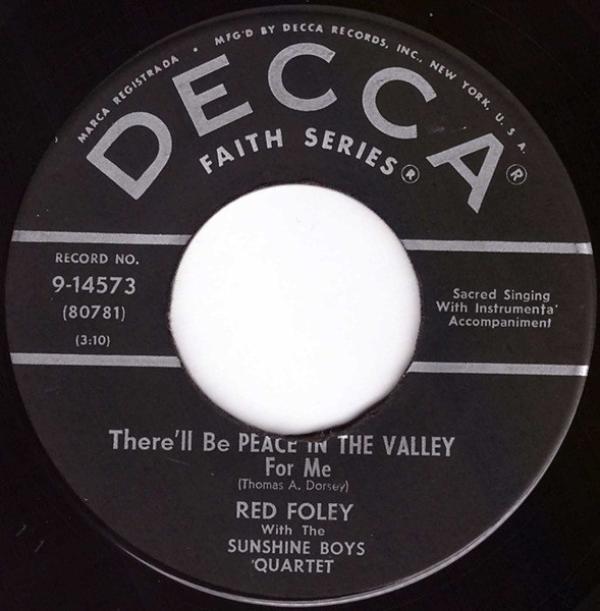 MARCA REGISTRADA • MFG'D BY DECCA RECORDS, INC., NEW YORK, U. S. A.
DECCA®
FAITH SERIES®
RECORD NO.
9-14573
(80781)
(3:10)
Sacred Singing
With Instrumenta'
Accompaniment
There'll Be PEACE IN THE VALLEY
For Me
(Thomas A. Dorsey)
RED FOLEY
With The
SUNSHINE BOYS
QUARTET